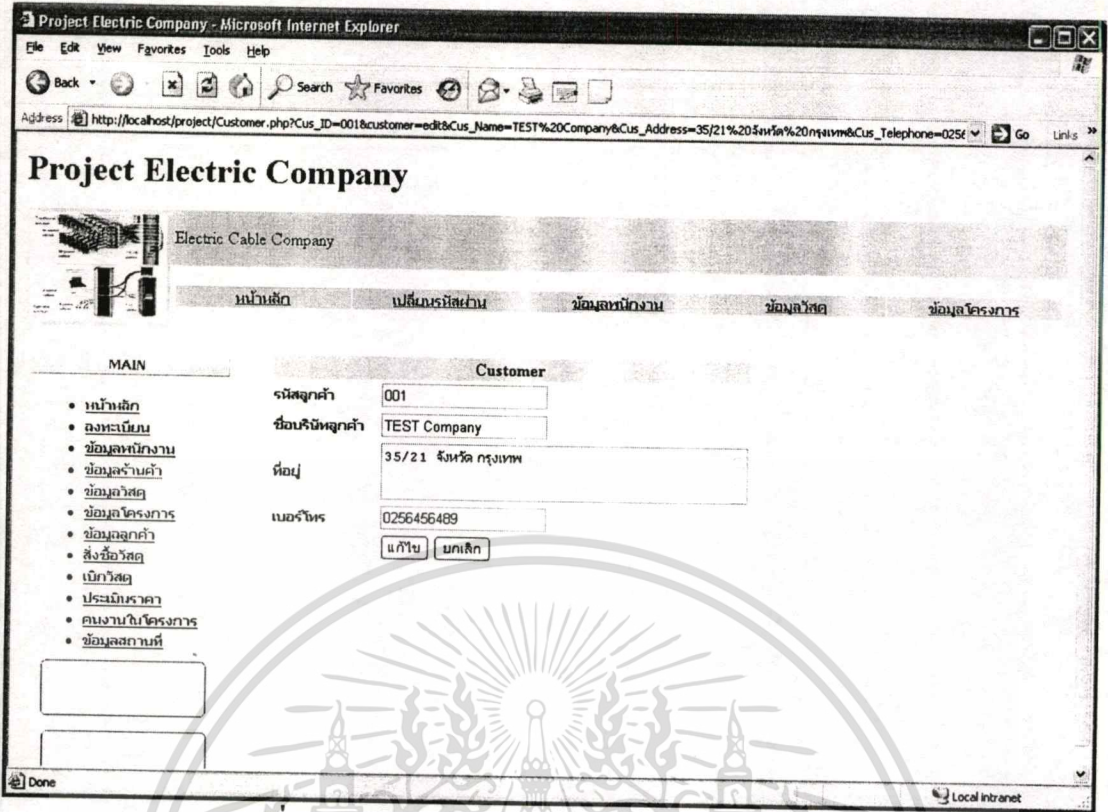 Project Electric Company - Microsoft Internet Explorer
File Edit View Favorites Tools Help
Back Search Favorites
Address http://localhost/project/Customer.php?Cus_ID=001&customer=edit&Cus_Name=TEST%20Company&Cus_Address=35/21%20จังหวัด%20กรุงเทพ&Cus_Telephone=0256 Go Links »
Project Electric Company
Electric Cable Company
หน้าหลัก เปลี่ยนรหัสผ่าน ข้อมูลพนักงาน ข้อมูลวัสดุ ข้อมูลโครงการ
MAIN
• หน้าหลัก
• ลงทะเบียน
• ข้อมูลพนักงาน
• ข้อมูลร้านค้า
• ข้อมูลวัสดุ
• ข้อมูลโครงการ
• ข้อมูลลูกค้า
• สั่งซื้อวัสดุ
• เบิกวัสดุ
• ประเมินราคา
• คนงานในโครงการ
• ข้อมูลสถานที่
Customer
รหัสลูกค้า 001
ชื่อบริษัทลูกค้า TEST Company
ที่อยู่ 35/21 จังหวัด กรุงเทพ
เบอร์โทร 0256456489
แก้ไข ยกเลิก
Done Local intranet